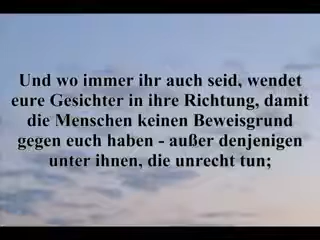 Und wo immer ihr auch seid, wendet
eure Gesichter in ihre Richtung, damit
die Menschen keinen Beweisgrund
gegen euch haben - außer denjenigen
unter ihnen, die unrecht tun;